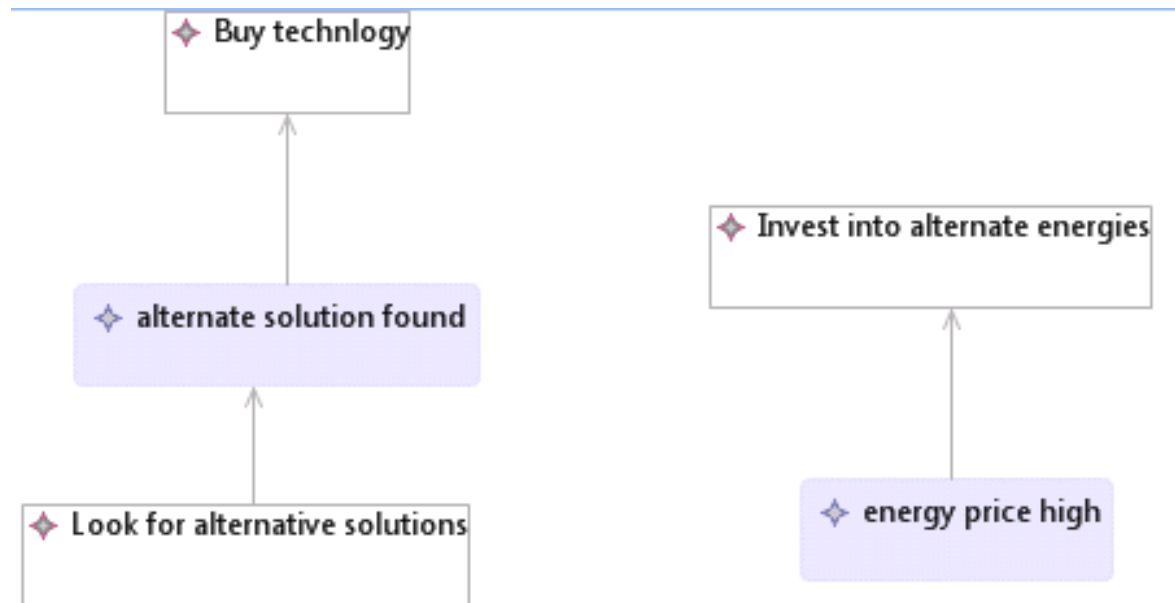 Buy technlogy
Invest into alternate energies
alternate solution found
energy price high
Look for alternative solutions